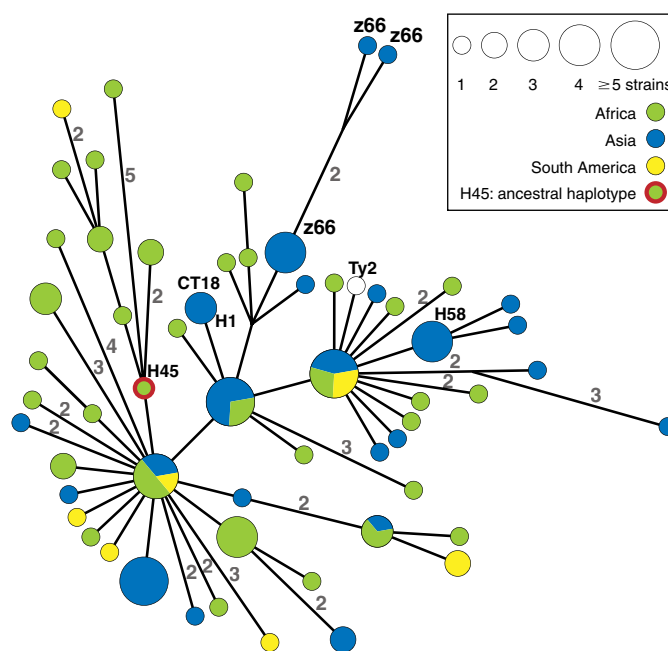 z66
z66
1 2 3 4 ≥5 strains
Africa
Asia
South America
H45: ancestral haplotype
2
5
2
z66
Ty2
CT18
H1
2
2
H58
4
3
H45
2
2
3
2
2
3
2
2
2
3
2